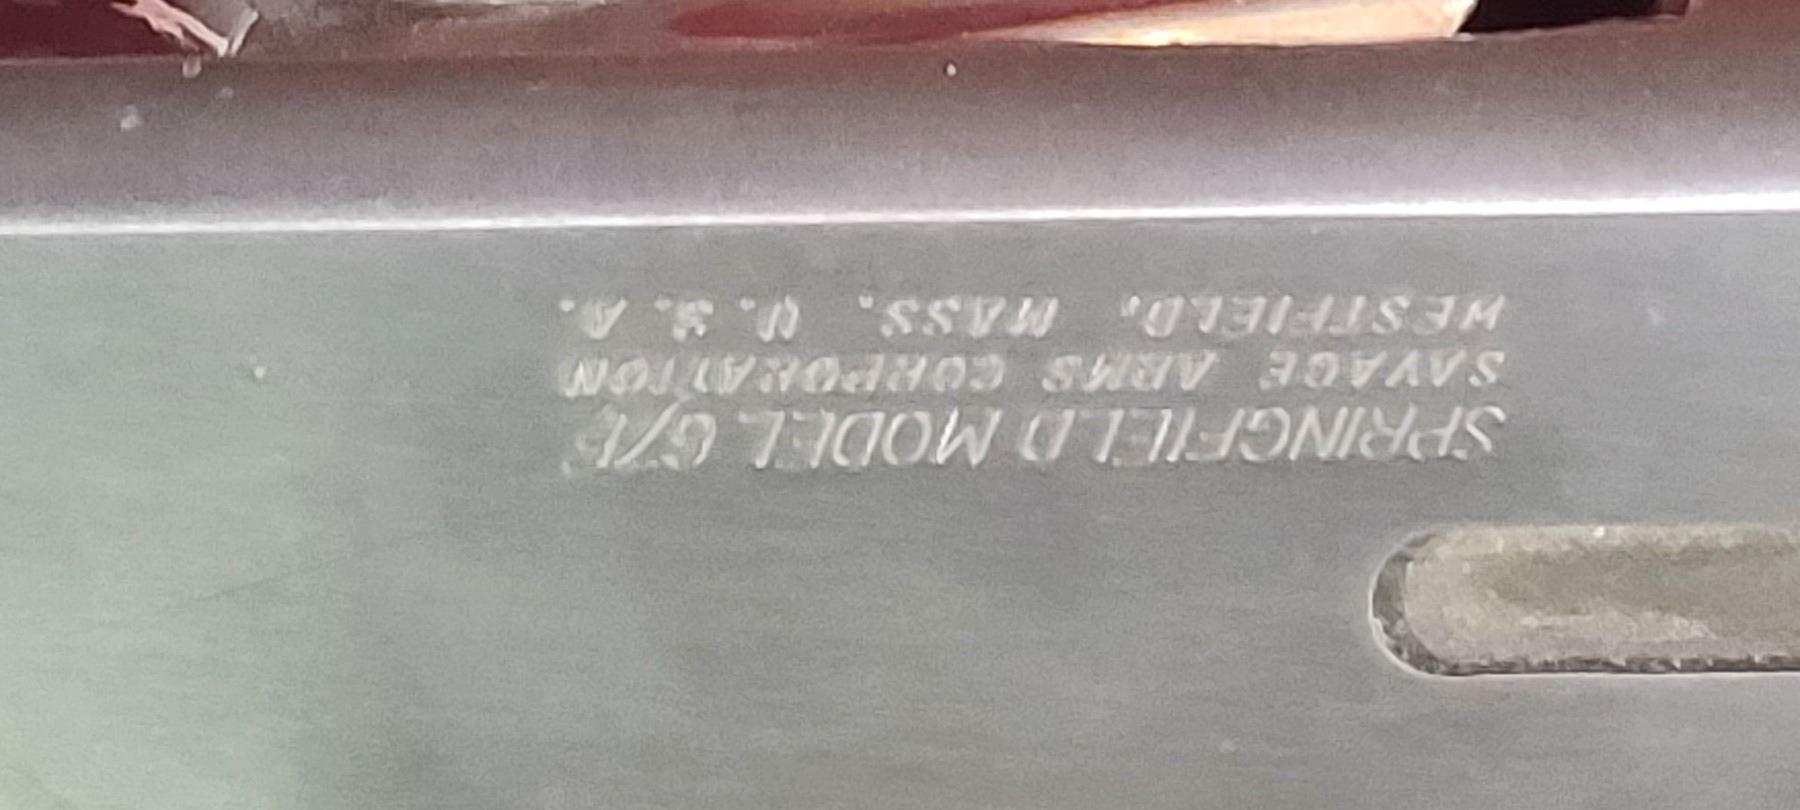 SPRINGFIELD MODEL 67E
SAVAGE ARMS CORPORATION
WESTFIELD, MASS. U.S.A.